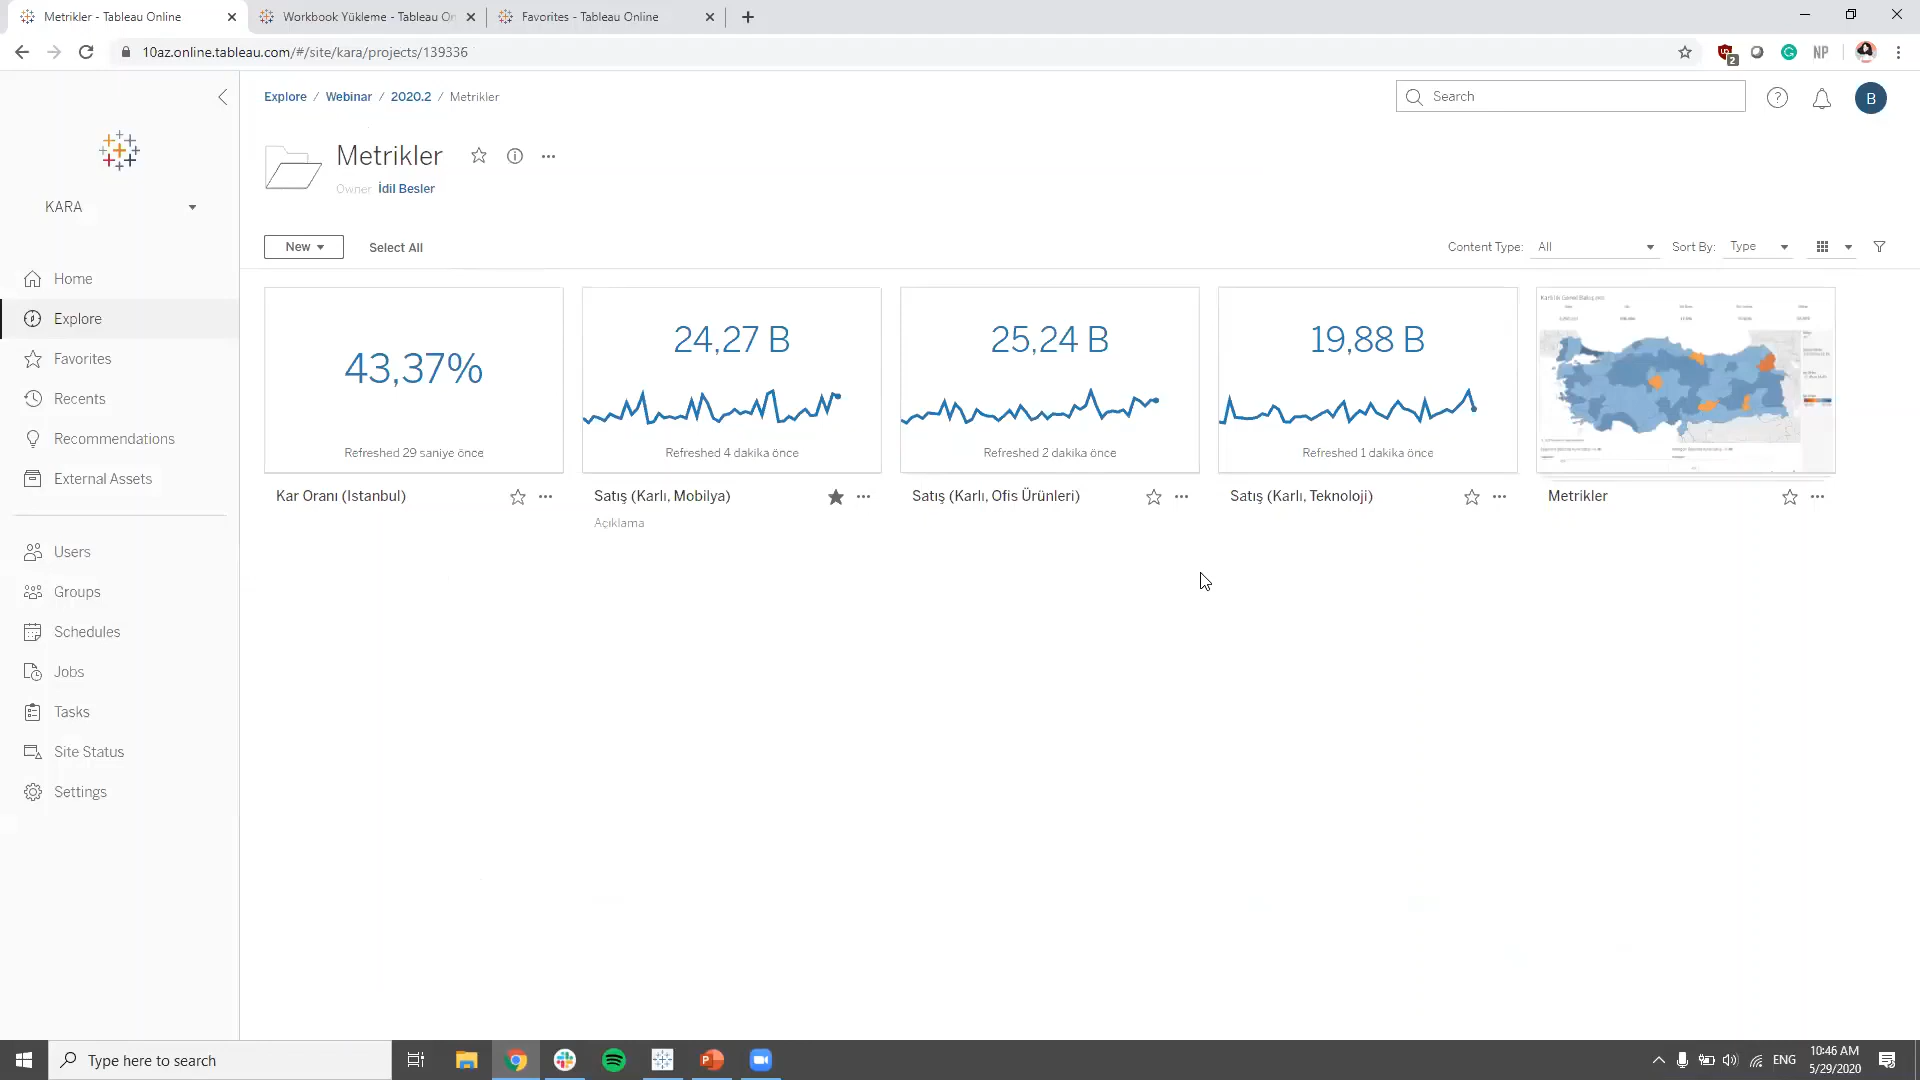 Metrikler - Tableau Online
Workbook Yükleme - Tableau On
Favorites - Tableau Online
10az.online.tableau.com/#/site/kara/projects/139336
2
NP
Explore / Webinar / 2020.2 / Metrikler
Search
B
Metrikler
Owner İdil Besler
KARA
New
Select All
Content Type: All
Sort By: Type
Home
Explore
Favorites
Recents
Recommendations
External Assets
Users
Groups
Schedules
Jobs
Tasks
Site Status
Settings
43,37%
Refreshed 29 saniye önce
Kar Oranı (Istanbul)
24,27 B
Refreshed 4 dakika önce
Satış (Karlı, Mobilya)
Açıklama
25,24 B
Refreshed 2 dakika önce
Satış (Karlı, Ofis Ürünleri)
19,88 B
Refreshed 1 dakika önce
Satış (Karlı, Teknoloji)
Metrikler
Type here to search
ENG
10:46 AM
5/29/2020